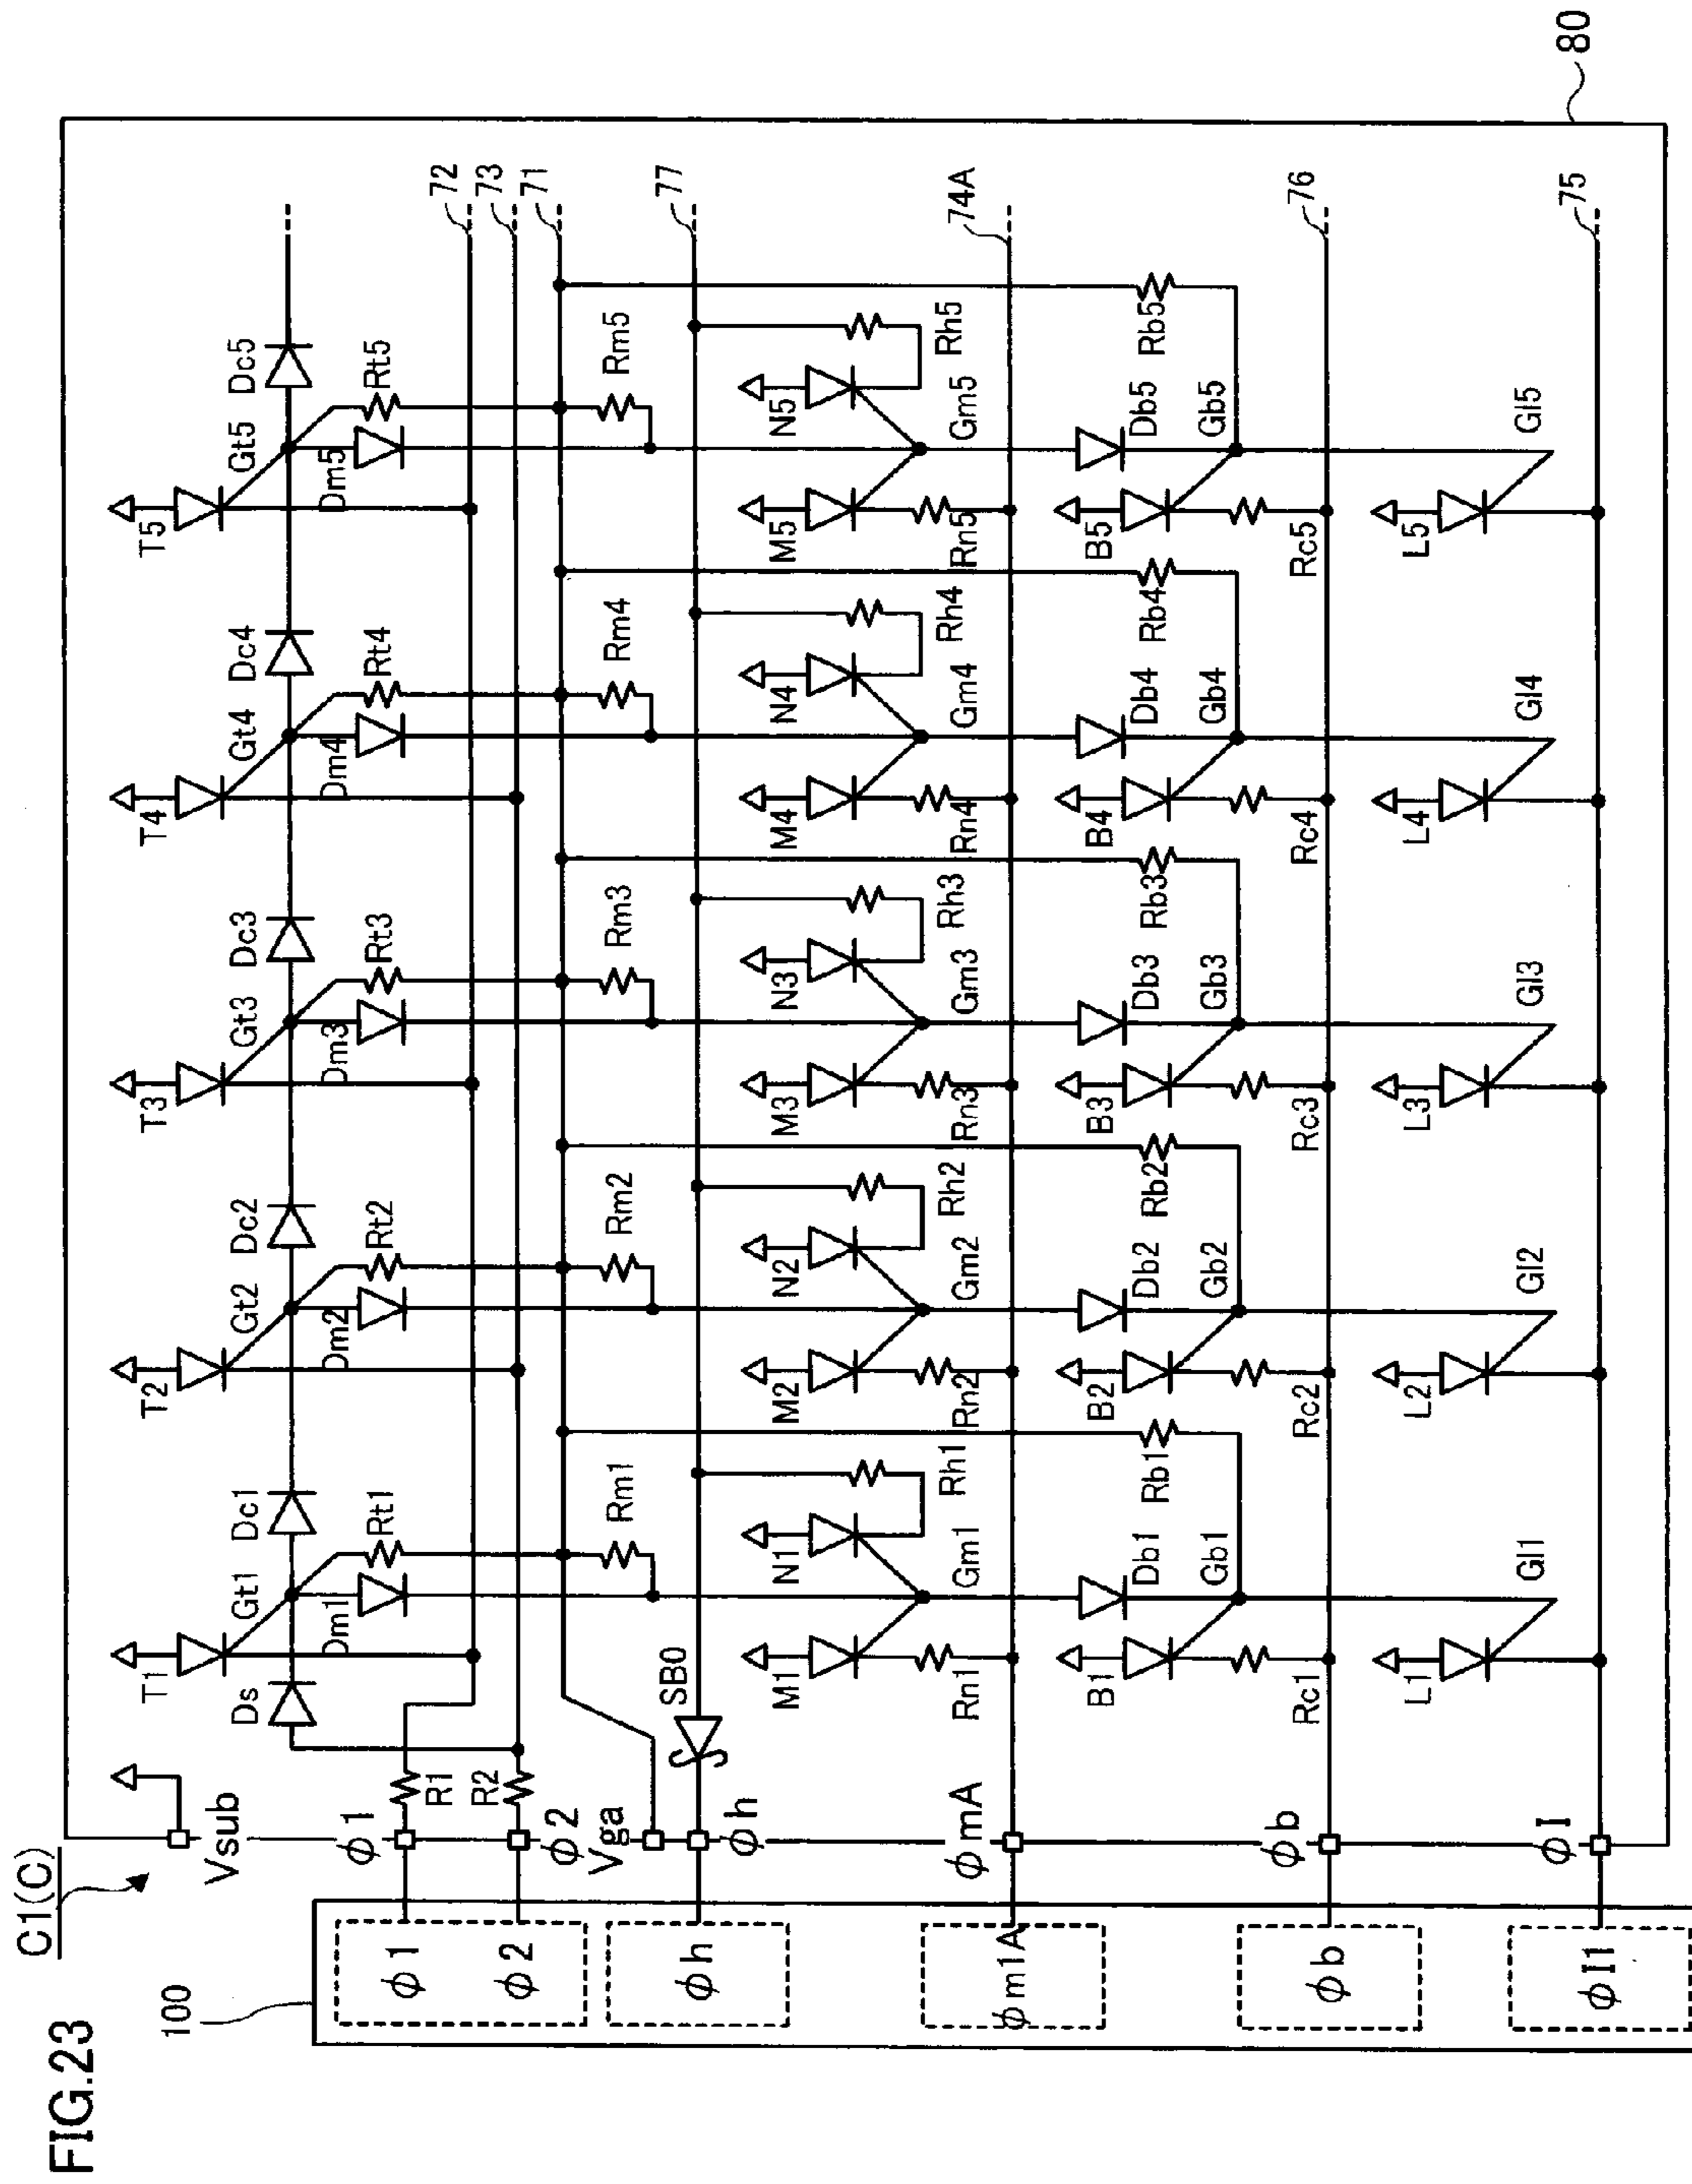 FIG.23
C1(C)
100
80
Vsub
φ1
φ2
Vga
φh
φmA
φb
φI
φ1
φ2
φh
φm1A
φb
φI1
R1
R2
SB0
72
73
71
77
74A
76
75
Ds
T1
T2
T3
T4
T5
Gt1
Gt2
Gt3
Gt4
Gt5
Dc1
Dc2
Dc3
Dc4
Dc5
Dm1
Dm2
Dm3
Dm4
Dm5
Rt1
Rt2
Rt3
Rt4
Rt5
Rm1
Rm2
Rm3
Rm4
Rm5
M1
M2
M3
M4
M5
N1
N2
N3
N4
N5
Rh1
Rh2
Rh3
Rh4
Rh5
Rn1
Rn2
Rn3
Rn4
Rn5
Gm1
Gm2
Gm3
Gm4
Gm5
B1
B2
B3
B4
B5
Db1
Db2
Db3
Db4
Db5
Rb1
Rb2
Rb3
Rb4
Rb5
Gb1
Gb2
Gb3
Gb4
Gb5
Rc1
Rc2
Rc3
Rc4
Rc5
L1
L2
L3
L4
L5
Gl1
Gl2
Gl3
Gl4
Gl5